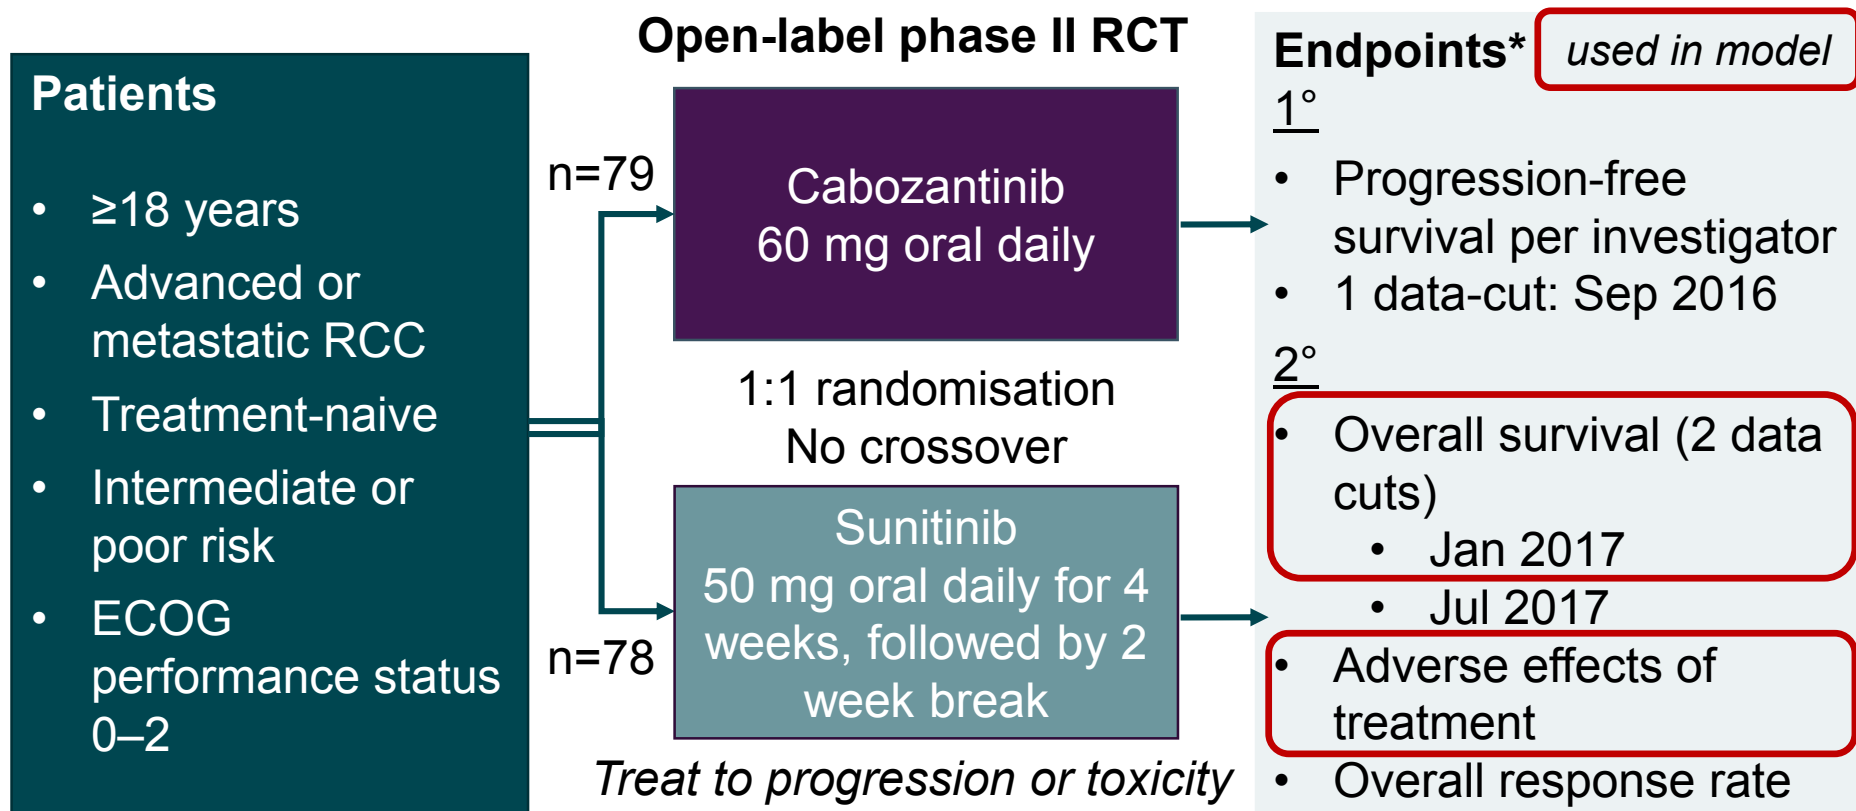 Open-label phase II RCT
Patients
• ≥18 years
• Advanced or
metastatic RCC
• Treatment-naive
• Intermediate or
poor risk
• ECOG
performance status
0–2
n=79
n=78
Cabozantinib
60 mg oral daily
1:1 randomisation
No crossover
Sunitinib
50 mg oral daily for 4
weeks, followed by 2
week break
Treat to progression or toxicity
Endpoints* used in model
1°
• Progression-free
survival per investigator
• 1 data-cut: Sep 2016
2°
• Overall survival (2 data
cuts)
• Jan 2017
• Jul 2017
• Adverse effects of
treatment
• Overall response rate